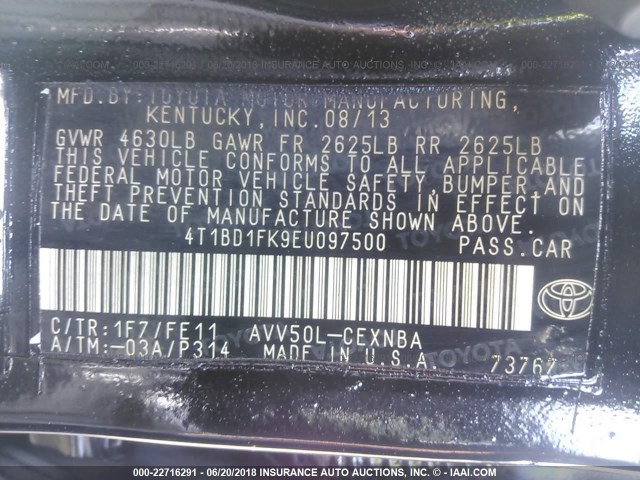 MFD.BY:TOYOTA MOTOR MANUFACTURING,
KENTUCKY, INC. 08/13
GVWR 4630LB GAWR FR 2625LB RR 2625LB
THIS VEHICLE CONFORMS TO ALL APPLICABLE
FEDERAL MOTOR VEHICLE SAFETY, BUMPER, AND
THEFT PREVENTION STANDARDS IN EFFECT ON
THE DATE OF MANUFACTURE SHOWN ABOVE.
4T1BD1FK9EU097500 PASS.CAR
C/TR:1F7/FE11 AVV50L-CEXNBA
A/TM:-03A/P314 MADE IN U.S.A. 73767
TOYOTA
000-22716291 - 06/20/2018 - INSURANCE AUTO AUCTIONS, INC. - © - IAAI.COM